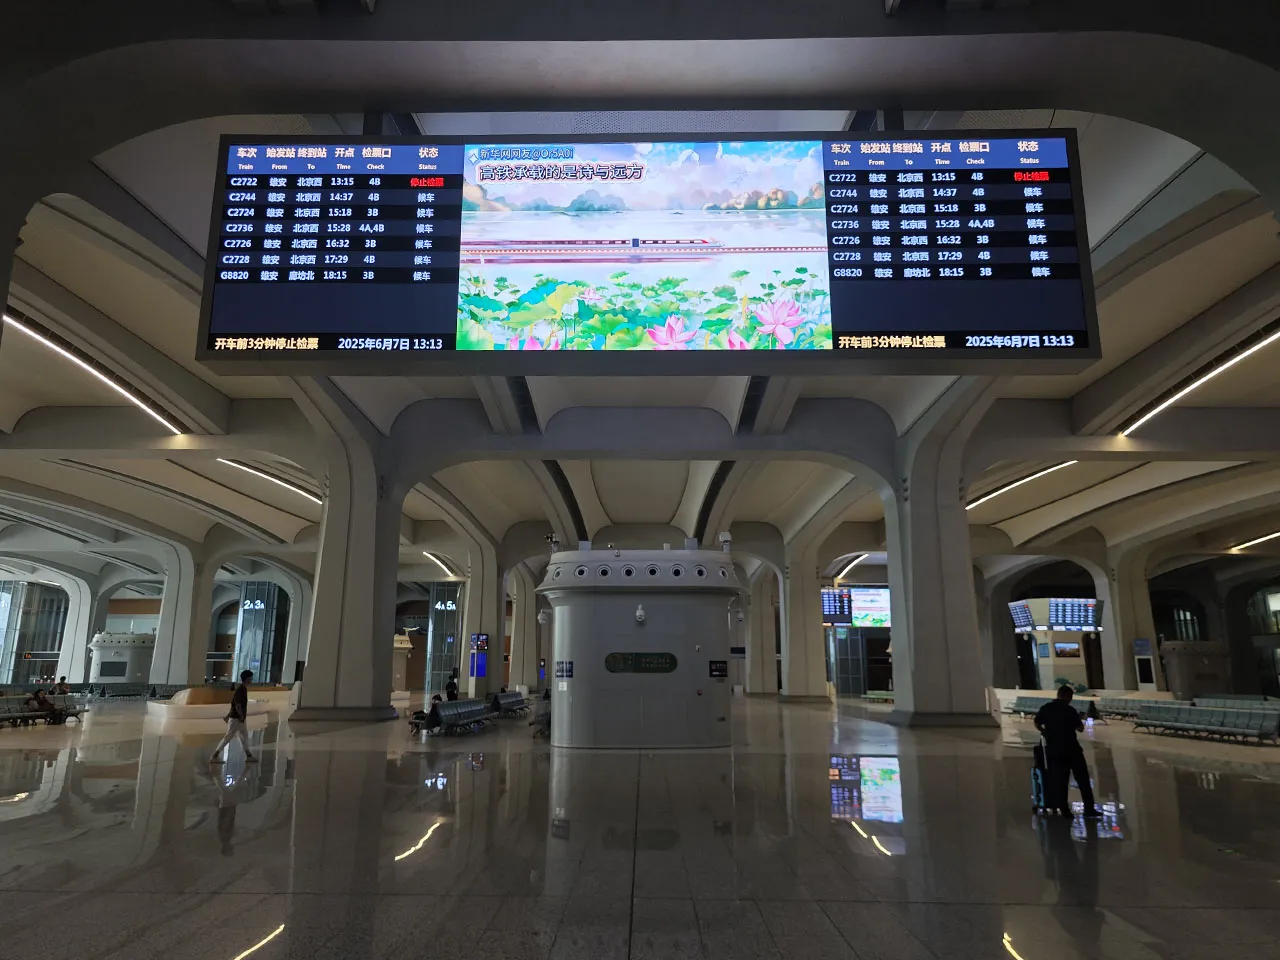 车次 始发站 终到站 开点 检票口 状态
Train From To Time Check Status
C2722 雄安 北京西 13:15 4B 停止检票
C2744 雄安 北京西 14:37 4B 候车
C2724 雄安 北京西 15:18 3B 候车
C2736 雄安 北京西 15:28 4A,4B 候车
C2726 雄安 北京西 16:32 3B 候车
C2728 雄安 北京西 17:29 4B 候车
G8820 雄安 廊坊北 18:15 3B 候车
开车前3分钟停止检票 2025年6月7日 13:13
高铁承载的是诗与远方
车次 始发站 终到站 开点 检票口 状态
Train From To Time Check Status
C2722 雄安 北京西 13:15 4B 停止检票
C2744 雄安 北京西 14:37 4B 候车
C2724 雄安 北京西 15:18 3B 候车
C2736 雄安 北京西 15:28 4A,4B 候车
C2726 雄安 北京西 16:32 3B 候车
C2728 雄安 北京西 17:29 4B 候车
G8820 雄安 廊坊北 18:15 3B 候车
开车前3分钟停止检票 2025年6月7日 13:13
2A 3A
4A 5A